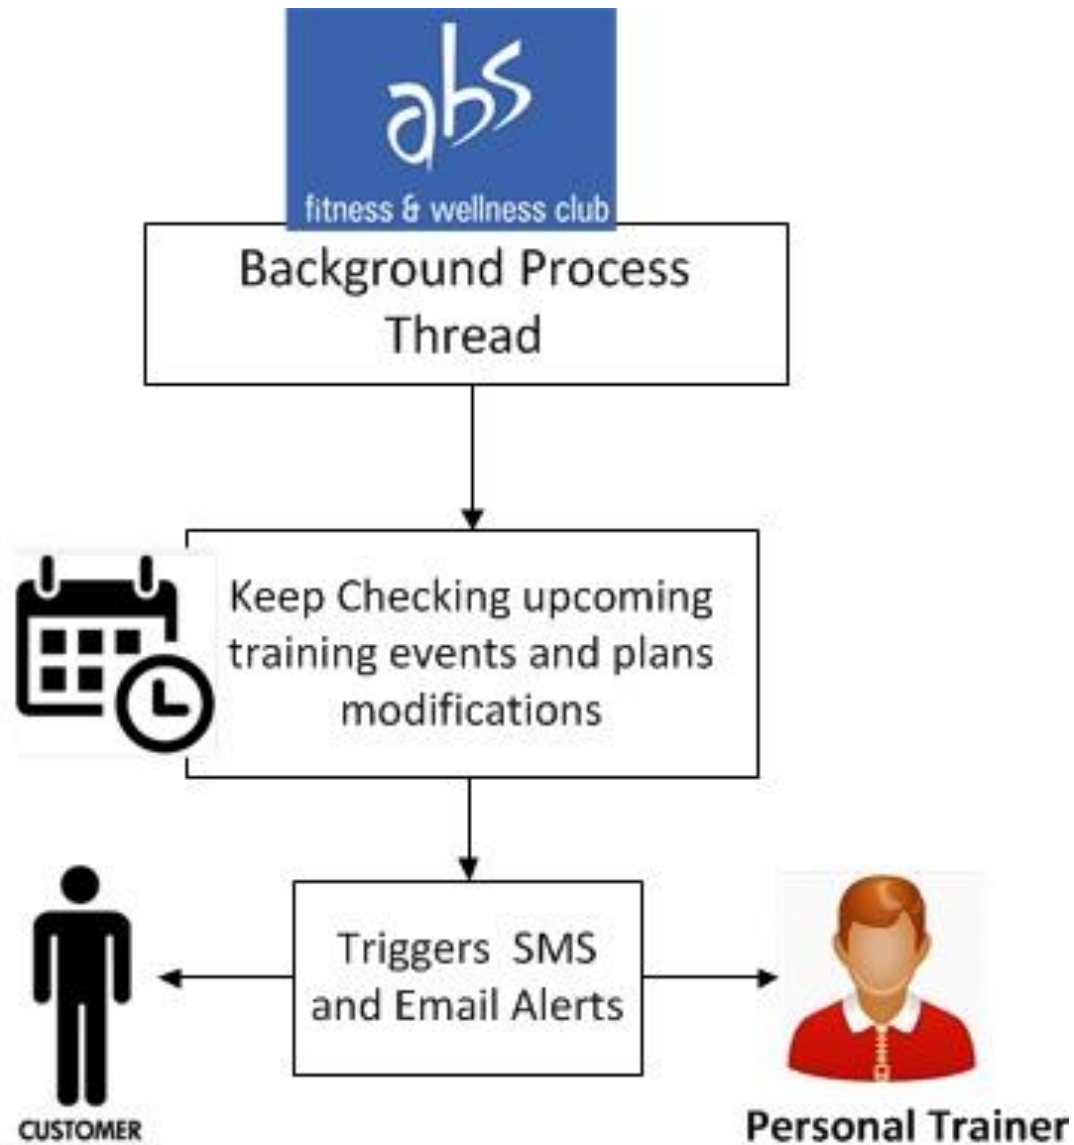 abs
fitness & wellness club
Background Process
Thread
Keep Checking upcoming
training events and plans
modifications
Triggers SMS
and Email Alerts
CUSTOMER
Personal Trainer